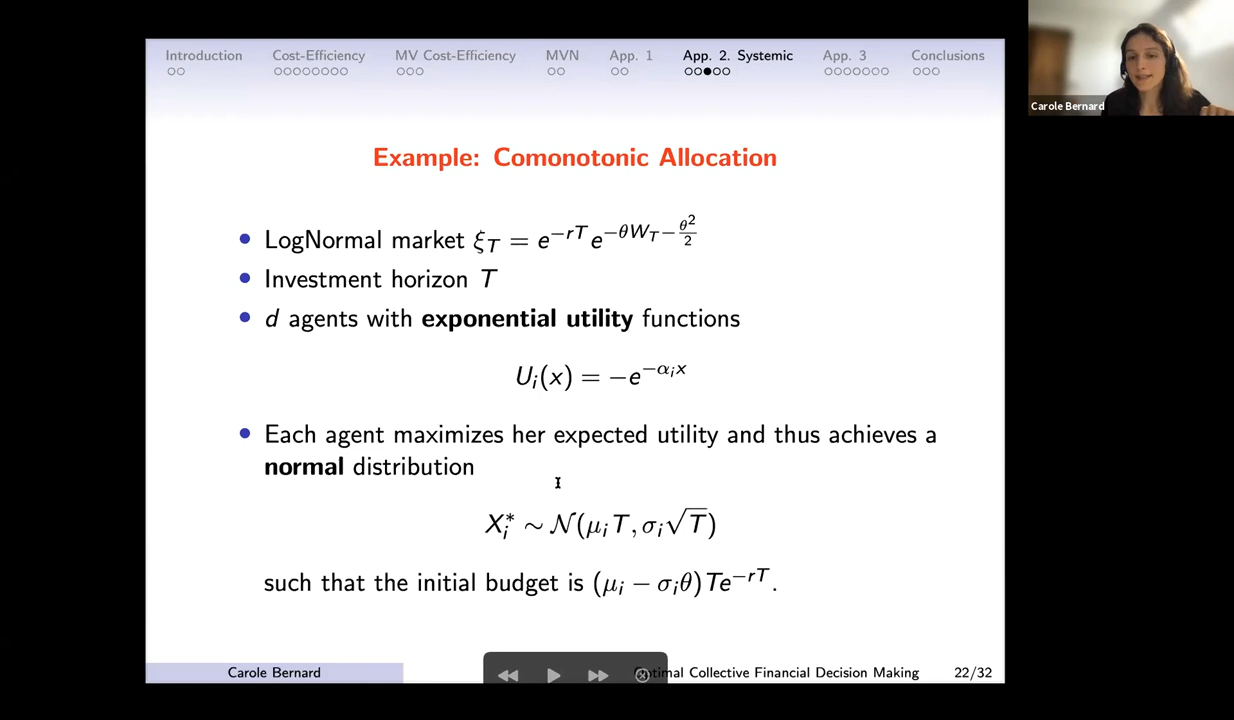 Introduction Cost-Efficiency MV Cost-Efficiency MVN App. 1 App. 2. Systemic App. 3 Conclusions
Carole Bernard
Example: Comonotonic Allocation
• LogNormal market ξ_T = e^{−rT} e^{−θW_T − θ²/2}
• Investment horizon T
• d agents with exponential utility functions
U_i(x) = −e^{−α_i x}
• Each agent maximizes her expected utility and thus achieves a
normal distribution
X_i^* ∼ N(μ_i T, σ_i √T)
such that the initial budget is (μ_i − σ_i θ)Te^{−rT}.
Carole Bernard timal Collective Financial Decision Making 22/32